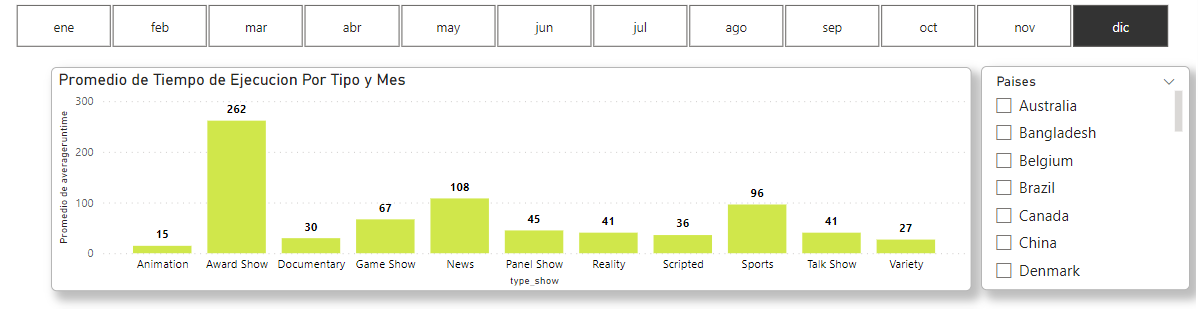 ene feb mar abr may jun jul ago sep oct nov dic
Promedio de Tiempo de Ejecucion Por Tipo y Mes
Promedio de averageruntime
300
200
100
0
15 262 30 67 108 45 41 36 96 41 27
Animation Award Show Documentary Game Show News Panel Show Reality Scripted Sports Talk Show Variety
type_show
Paises
Australia
Bangladesh
Belgium
Brazil
Canada
China
Denmark